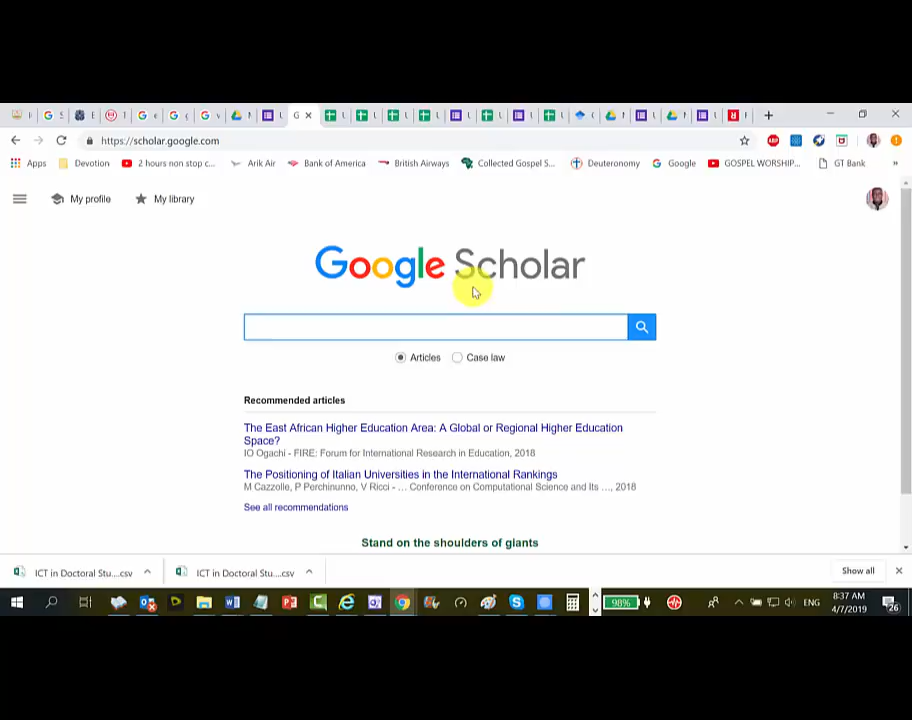 https://scholar.google.com
Apps
Devotion
2 hours non stop c...
Arik Air
Bank of America
British Airways
Collected Gospel S...
Deuteronomy
Google
GOSPEL WORSHIP...
GT Bank
»
My profile
My library
Google Scholar
Articles
Case law
Recommended articles
The East African Higher Education Area: A Global or Regional Higher Education
Space?
IO Ogachi - FIRE: Forum for International Research in Education, 2018
The Positioning of Italian Universities in the International Rankings
M Cazzolle, P Perchinunno, V Ricci - … Conference on Computational Science and Its …, 2018
See all recommendations
Stand on the shoulders of giants
ICT in Doctoral Stu....csv
ICT in Doctoral Stu....csv
Show all
98%
ENG
8:37 AM
4/7/2019
26